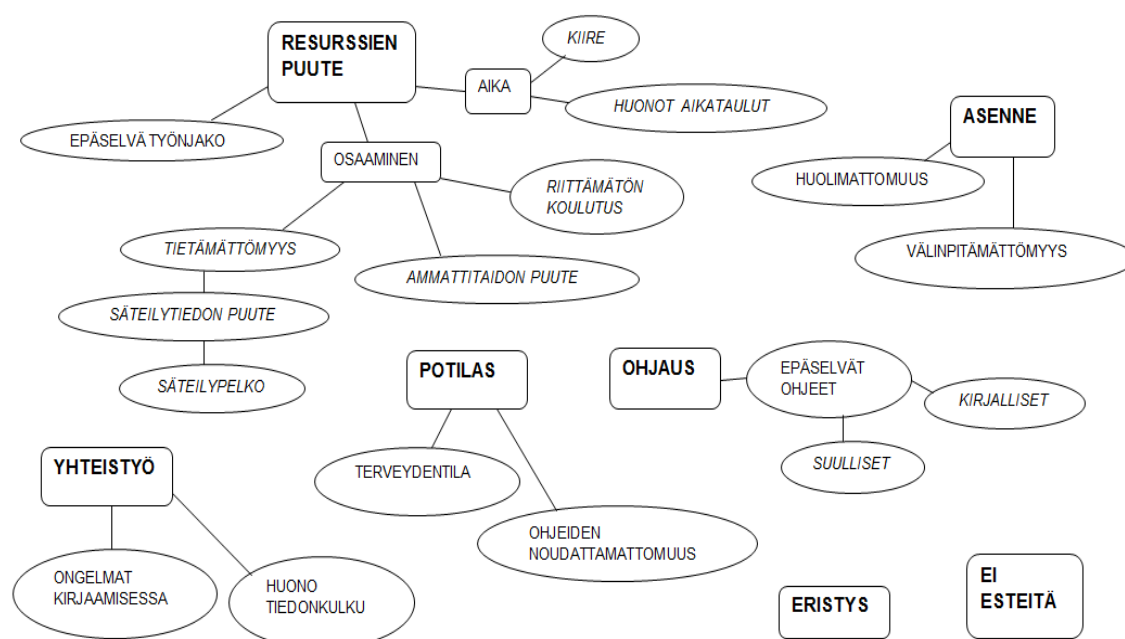 RESURSSIEN
PUUTE
AIKA
KIIRE
HUONOT AIKATAULUT
EPÄSELVÄ TYÖNJAKO
OSAAMINEN
RIITTÄMÄTÖN
KOULUTUS
TIETÄMÄTTÖMYYS
AMMATTITAIDON PUUTE
SÄTEILYTIEDON PUUTE
SÄTEILYPELKO
ASENNE
HUOLIMATTOMUUS
VÄLINPITÄMÄTTÖMYYS
POTILAS
TERVEYDENTILA
OHJEIDEN
NOUDATTAMATTOMUUS
OHJAUS
EPÄSELVÄT
OHJEET
KIRJALLISET
SUULLISET
YHTEISTYÖ
ONGELMAT
KIRJAAMISESSA
HUONO
TIEDONKULKU
ERISTYS
EI
ESTEITÄ